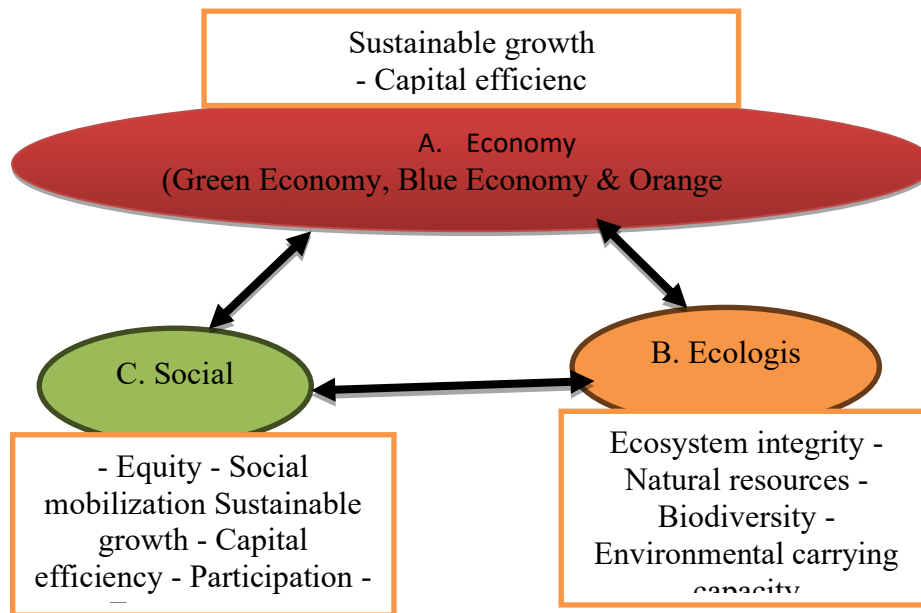 Sustainable growth
- Capital efficienc
A. Economy
(Green Economy, Blue Economy & Orange
C. Social
B. Ecologis
- Equity - Social
mobilization Sustainable
growth - Capital
efficiency - Participation -
Ecosystem integrity -
Natural resources -
Biodiversity -
Environmental carrying
capacity